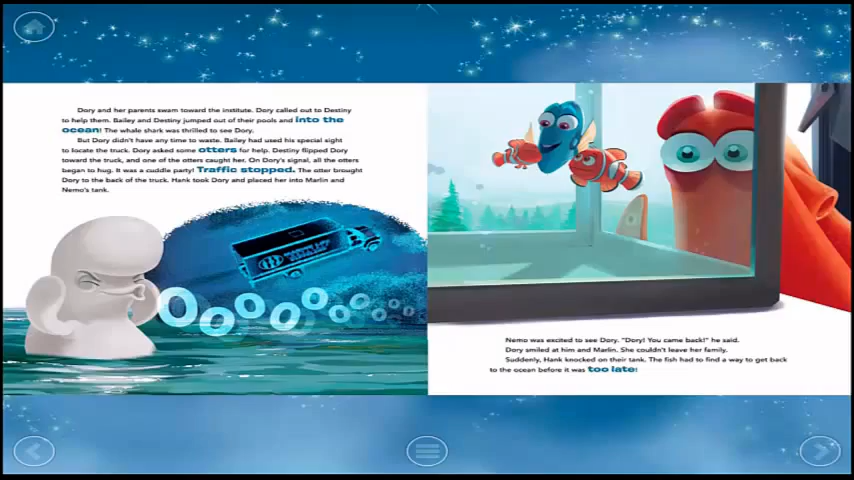 Dory and her parents swam toward the institute. Dory called out to Destiny
to help them. Bailey and Destiny jumped out of their pools and into the
ocean! The whale shark was thrilled to see Dory.
But Dory didn't have any time to waste. Bailey had used his special sight
to locate the truck. Dory asked some otters for help. Destiny flipped Dory
toward the truck, and one of the otters caught her. On Dory's signal, all the otters
began to hug. It was a cuddle party! Traffic stopped. The otter brought
Dory to the back of the truck. Hank took Dory and placed her into Marlin and
Nemo's tank.
Nemo was excited to see Dory. "Dory! You came back!" he said.
Dory smiled at him and Marlin. She couldn't leave her family.
Suddenly, Hank knocked on their tank. The fish had to find a way to get back
to the ocean before it was too late!